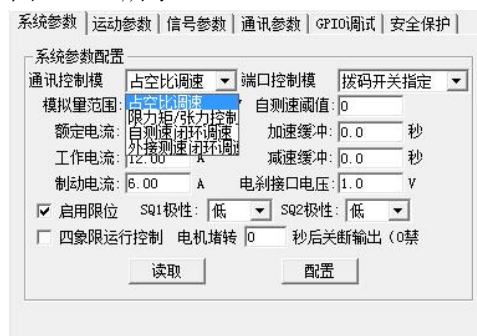 系统参数 运动参数 信号参数 通讯参数 GPIO调试 安全保护
系统参数配置
通讯控制模 占空比调速 端口控制模 拨码开关指定
模拟量范围: 占空比调速 自测速阈值: 0
限力矩/张力控制
额定电流: 自测速闭环调速 加速缓冲: 0.0 秒
外接测速闭环调
工作电流: 12.00 A 减速缓冲: 0.0 秒
制动电流: 6.00 A 电刹接口电压: 1.0 V
启用限位 SQ1极性: 低 SQ2极性: 低
四象限运行控制 电机堵转 0 秒后关断输出（0禁
读取 配置